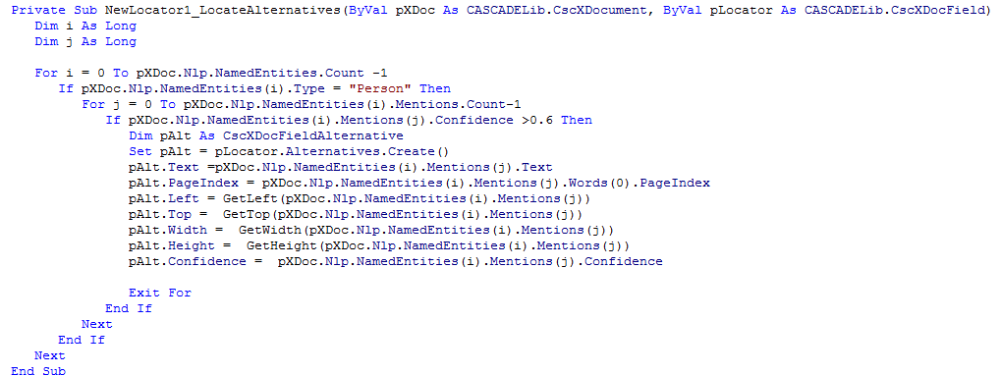 Private Sub NewLocator1_LocateAlternatives(ByVal pXDoc As CASCADELib.CscXDocument, ByVal pLocator As CASCADELib.CscXDocField)
   Dim i As Long
   Dim j As Long

   For i = 0 To pXDoc.Nlp.NamedEntities.Count -1
      If pXDoc.Nlp.NamedEntities(i).Type = "Person" Then
         For j = 0 To pXDoc.Nlp.NamedEntities(i).Mentions.Count-1
            If pXDoc.Nlp.NamedEntities(i).Mentions(j).Confidence >0.6 Then
               Dim pAlt As CscXDocFieldAlternative
               Set pAlt = pLocator.Alternatives.Create()
               pAlt.Text =pXDoc.Nlp.NamedEntities(i).Mentions(j).Text
               pAlt.PageIndex = pXDoc.Nlp.NamedEntities(i).Mentions(j).Words(0).PageIndex
               pAlt.Left = GetLeft(pXDoc.Nlp.NamedEntities(i).Mentions(j))
               pAlt.Top =  GetTop(pXDoc.Nlp.NamedEntities(i).Mentions(j))
               pAlt.Width =  GetWidth(pXDoc.Nlp.NamedEntities(i).Mentions(j))
               pAlt.Height =  GetHeight(pXDoc.Nlp.NamedEntities(i).Mentions(j))
               pAlt.Confidence =  pXDoc.Nlp.NamedEntities(i).Mentions(j).Confidence

               Exit For
            End If
         Next
      End If
   Next
End Sub